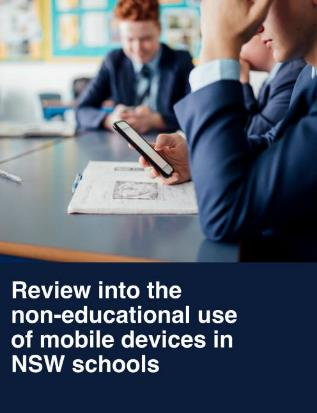 Review into the
non-educational use
of mobile devices in
NSW schools